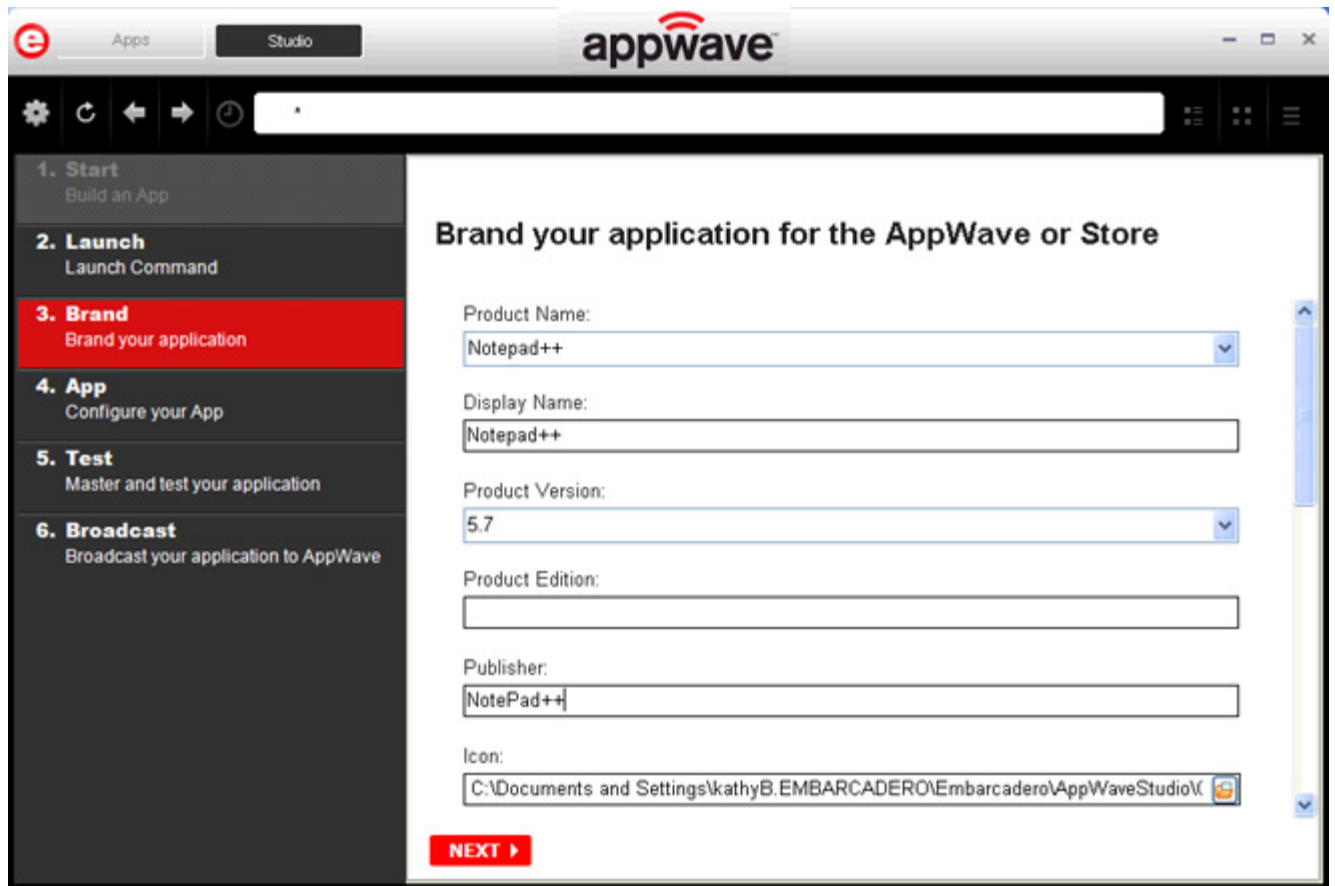 e Apps Studio appwave™
*
1. Start
Build an App
2. Launch
Launch Command
3. Brand
Brand your application
4. App
Configure your App
5. Test
Master and test your application
6. Broadcast
Broadcast your application to AppWave
Brand your application for the AppWave or Store
Product Name:
Notepad++
Display Name:
Notepad++
Product Version:
5.7
Product Edition:
Publisher:
NotePad++
Icon:
C:\Documents and Settings\kathyB.EMBARCADERO\Embarcadero\AppWaveStudio\(
NEXT